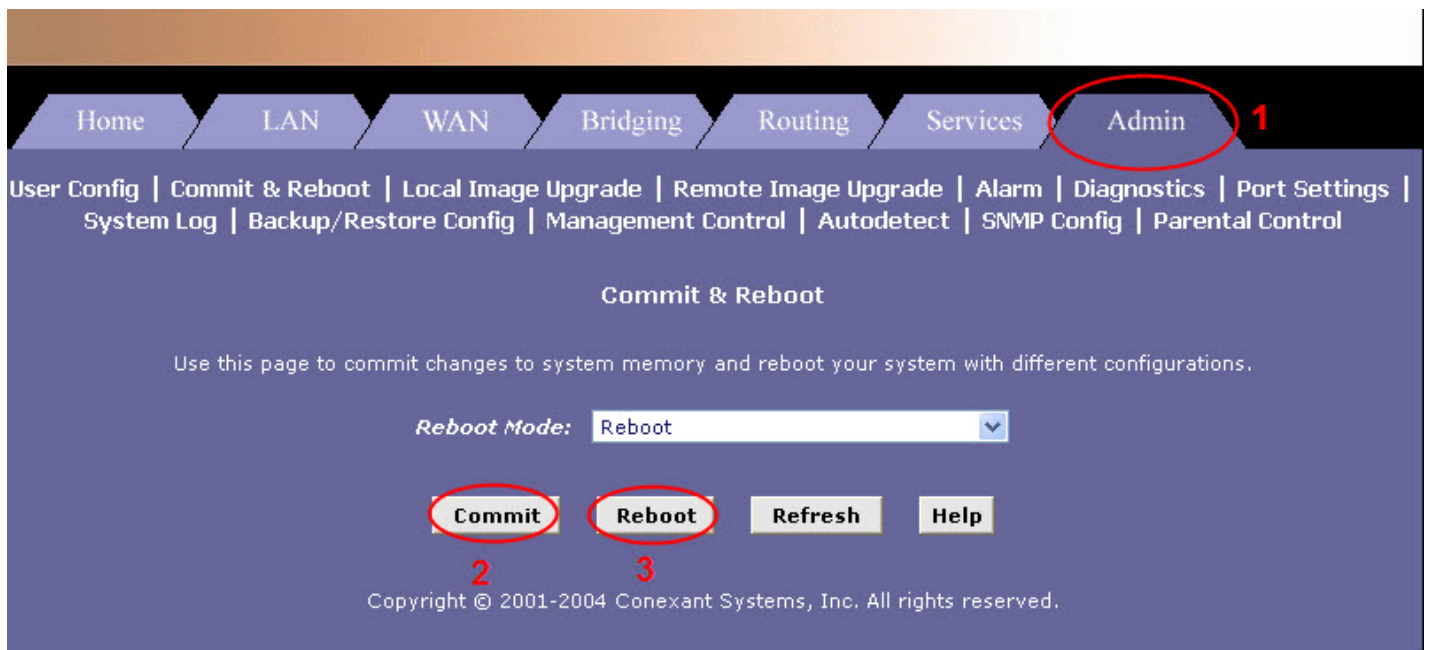 Home LAN WAN Bridging Routing Services Admin 1
User Config | Commit & Reboot | Local Image Upgrade | Remote Image Upgrade | Alarm | Diagnostics | Port Settings |
System Log | Backup/Restore Config | Management Control | Autodetect | SNMP Config | Parental Control
Commit & Reboot
Use this page to commit changes to system memory and reboot your system with different configurations.
Reboot Mode: Reboot
Commit Reboot Refresh Help
2 3
Copyright © 2001-2004 Conexant Systems, Inc. All rights reserved.